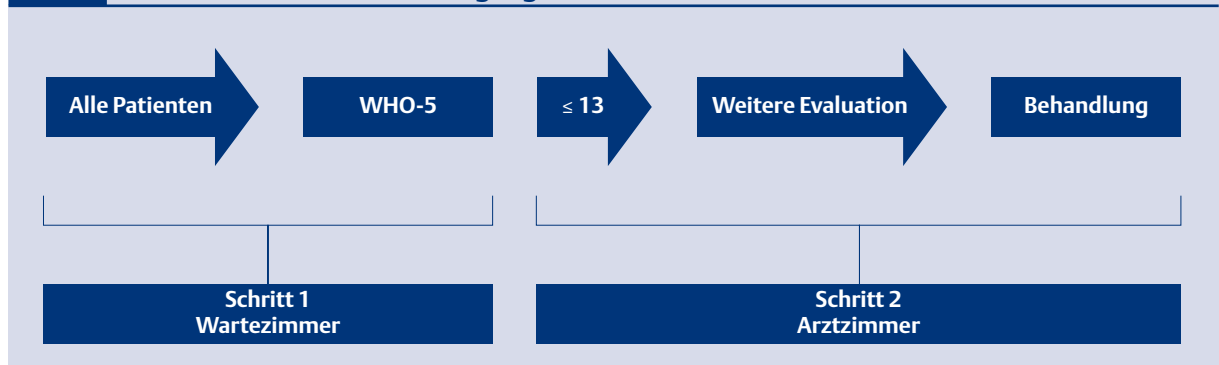 Alle Patienten
WHO-5
≤ 13
Weitere Evaluation
Behandlung
Schritt 1
Wartezimmer
Schritt 2
Arztzimmer